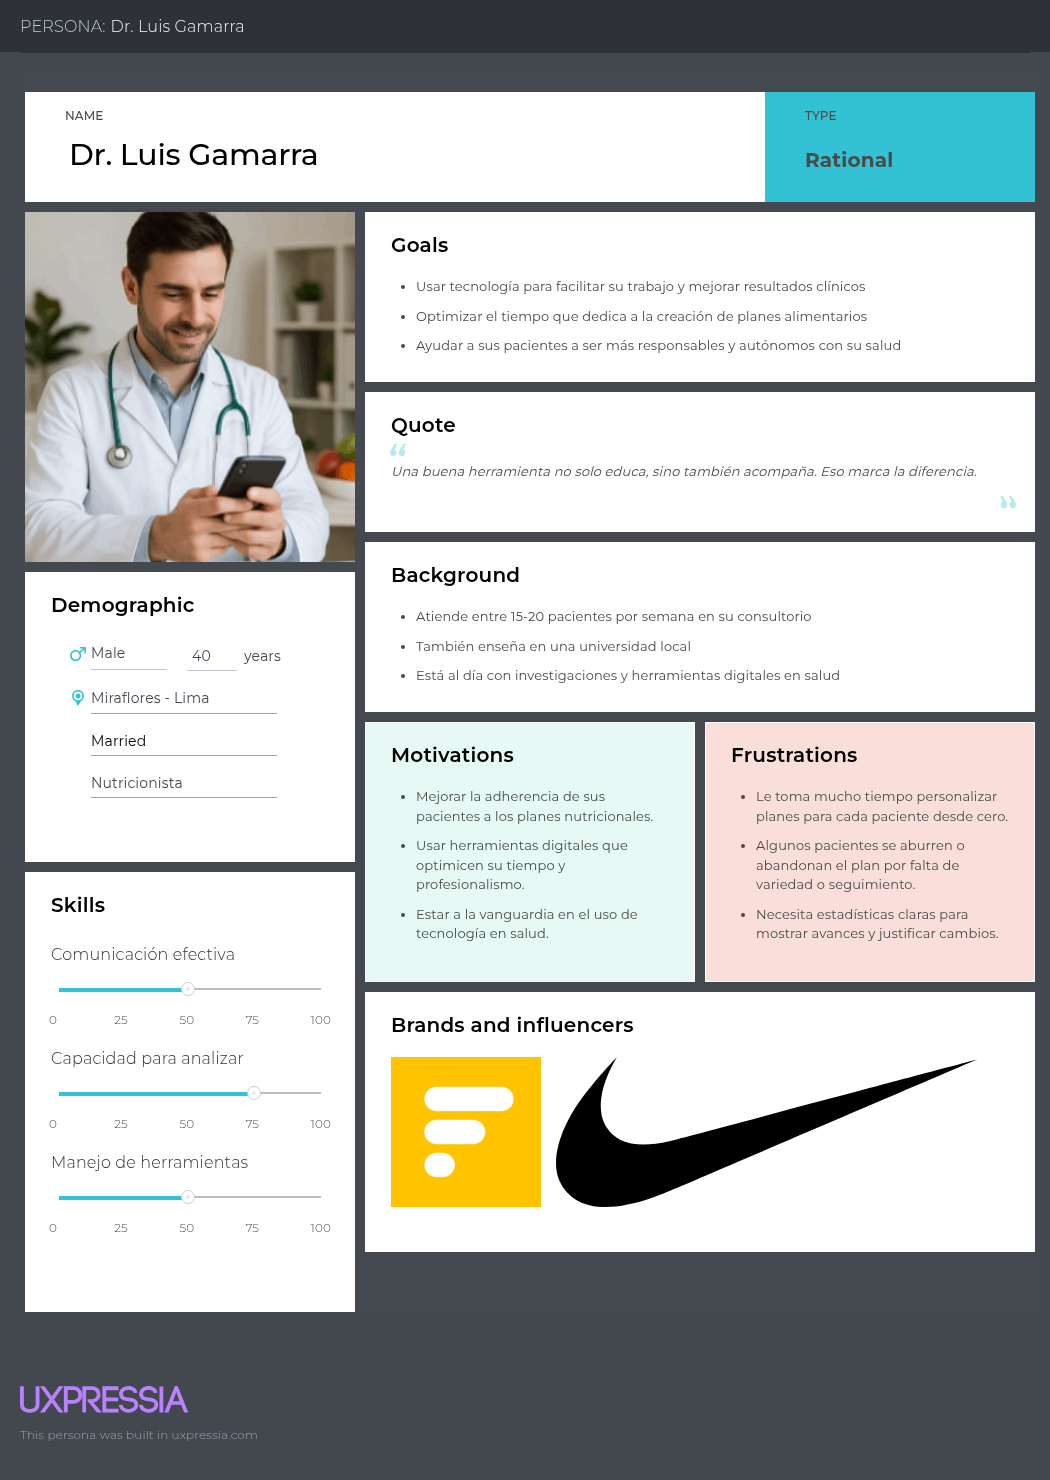 PERSONA: Dr. Luis Gamarra
NAME
Dr. Luis Gamarra
TYPE
Rational
Goals
Usar tecnología para facilitar su trabajo y mejorar resultados clínicos
Optimizar el tiempo que dedica a la creación de planes alimentarios
Ayudar a sus pacientes a ser más responsables y autónomos con su salud
Quote
“
Una buena herramienta no solo educa, sino también acompaña. Eso marca la diferencia.
”
Background
Atiende entre 15-20 pacientes por semana en su consultorio
También enseña en una universidad local
Está al día con investigaciones y herramientas digitales en salud
Demographic
Male 40 years
Miraflores - Lima
Married
Nutricionista
Motivations
Mejorar la adherencia de sus
pacientes a los planes nutricionales.
Usar herramientas digitales que
optimicen su tiempo y
profesionalismo.
Estar a la vanguardia en el uso de
tecnología en salud.
Frustrations
Le toma mucho tiempo personalizar
planes para cada paciente desde cero.
Algunos pacientes se aburren o
abandonan el plan por falta de
variedad o seguimiento.
Necesita estadísticas claras para
mostrar avances y justificar cambios.
Skills
Comunicación efectiva
0 25 50 75 100
Capacidad para analizar
0 25 50 75 100
Manejo de herramientas
0 25 50 75 100
Brands and influencers
UXPRESSIA
This persona was built in uxpressia.com